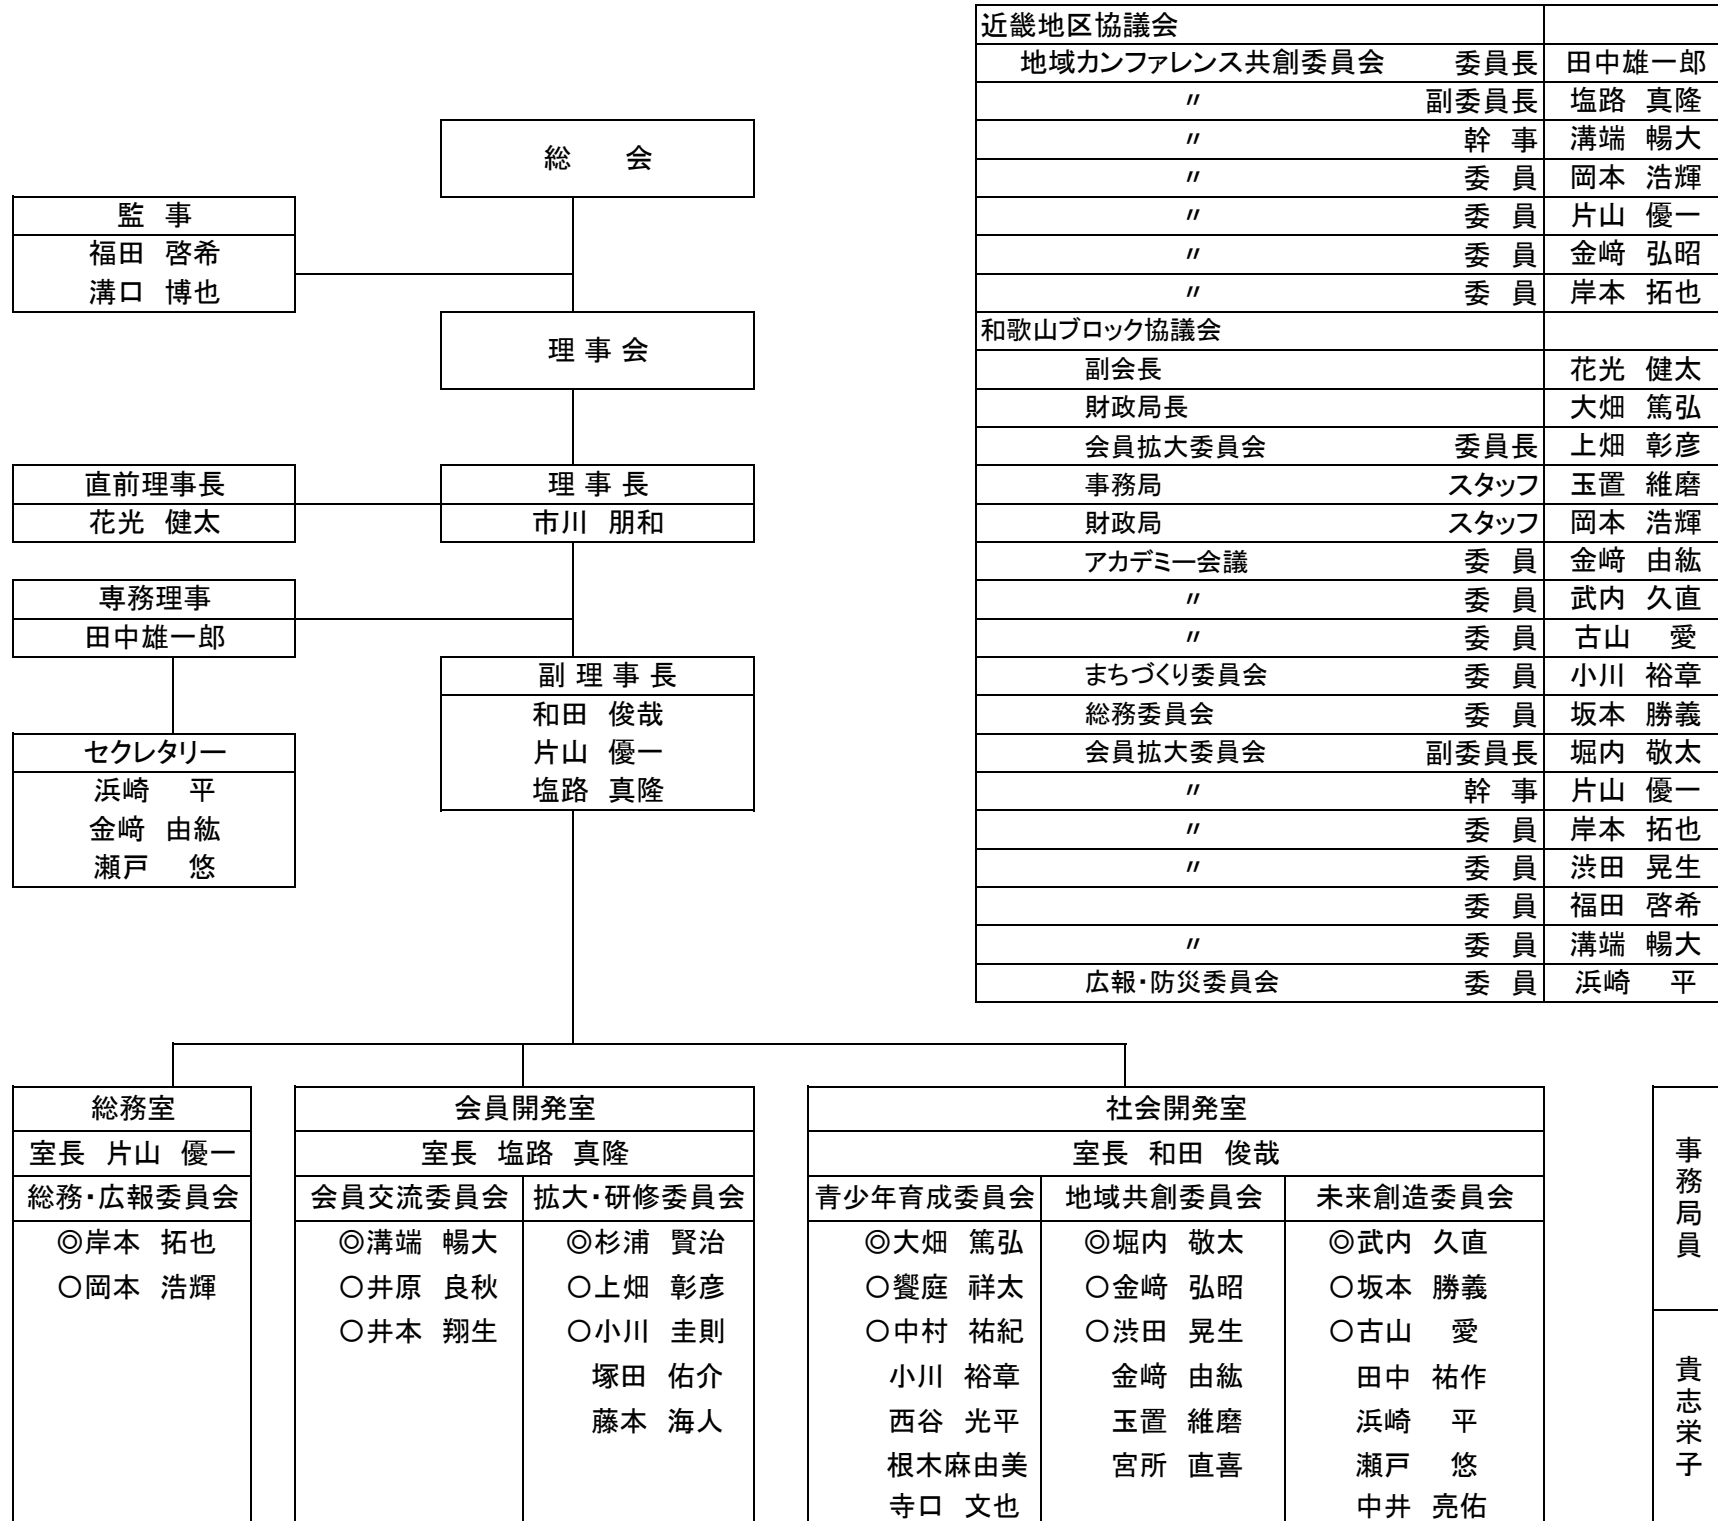 近畿地区協議会
地域カンファレンス共創委員会 委員長 田中雄一郎
〃 副委員長 塩路 真隆
〃 幹 事 溝端 暢大
〃 委 員 岡本 浩輝
〃 委 員 片山 優一
〃 委 員 金﨑 弘昭
〃 委 員 岸本 拓也
和歌山ブロック協議会
副会長 花光 健太
財政局長 大畑 篤弘
会員拡大委員会 委員長 上畑 彰彦
事務局 スタッフ 玉置 維磨
財政局 スタッフ 岡本 浩輝
アカデミー会議 委 員 金﨑 由紘
〃 委 員 武内 久直
〃 委 員 古山 愛
まちづくり委員会 委 員 小川 裕章
総務委員会 委 員 坂本 勝義
会員拡大委員会 副委員長 堀内 敬太
〃 幹 事 片山 優一
〃 委 員 岸本 拓也
〃 委 員 渋田 晃生
委 員 福田 啓希
〃 委 員 溝端 暢大
広報・防災委員会 委 員 浜崎 平
総 会
監 事
福田 啓希
溝口 博也
理 事 会
直前理事長
花光 健太
理 事 長
市川 朋和
専務理事
田中雄一郎
副 理 事 長
和田 俊哉
片山 優一
塩路 真隆
セクレタリー
浜崎 平
金﨑 由紘
瀬戸 悠
総務室
室長 片山 優一
総務・広報委員会
◎岸本 拓也
○岡本 浩輝
会員開発室
室長 塩路 真隆
会員交流委員会
◎溝端 暢大
○井原 良秋
○井本 翔生
拡大・研修委員会
◎杉浦 賢治
○上畑 彰彦
○小川 圭則
塚田 佑介
藤本 海人
社会開発室
室長 和田 俊哉
青少年育成委員会
◎大畑 篤弘
○饗庭 祥太
○中村 祐紀
小川 裕章
西谷 光平
根木麻由美
寺口 文也
地域共創委員会
◎堀内 敬太
○金﨑 弘昭
○渋田 晃生
金﨑 由紘
玉置 維磨
宮所 直喜
未来創造委員会
◎武内 久直
○坂本 勝義
○古山 愛
田中 祐作
浜崎 平
瀬戸 悠
中井 亮佑
事務局員
貴志栄子